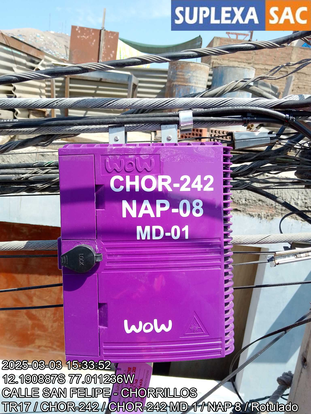 SUPLEXA SAC
WOW
CHOR-242
NAP-08
MD-01
WOW
2025-03-03 15:33:52
12.180887S 77.011236W
CALLE SAN FELIPE - CHORRILLOS
TR17 / CHOR-242 / CHOR-242-MD-1 / NAP 8 / Rotulado